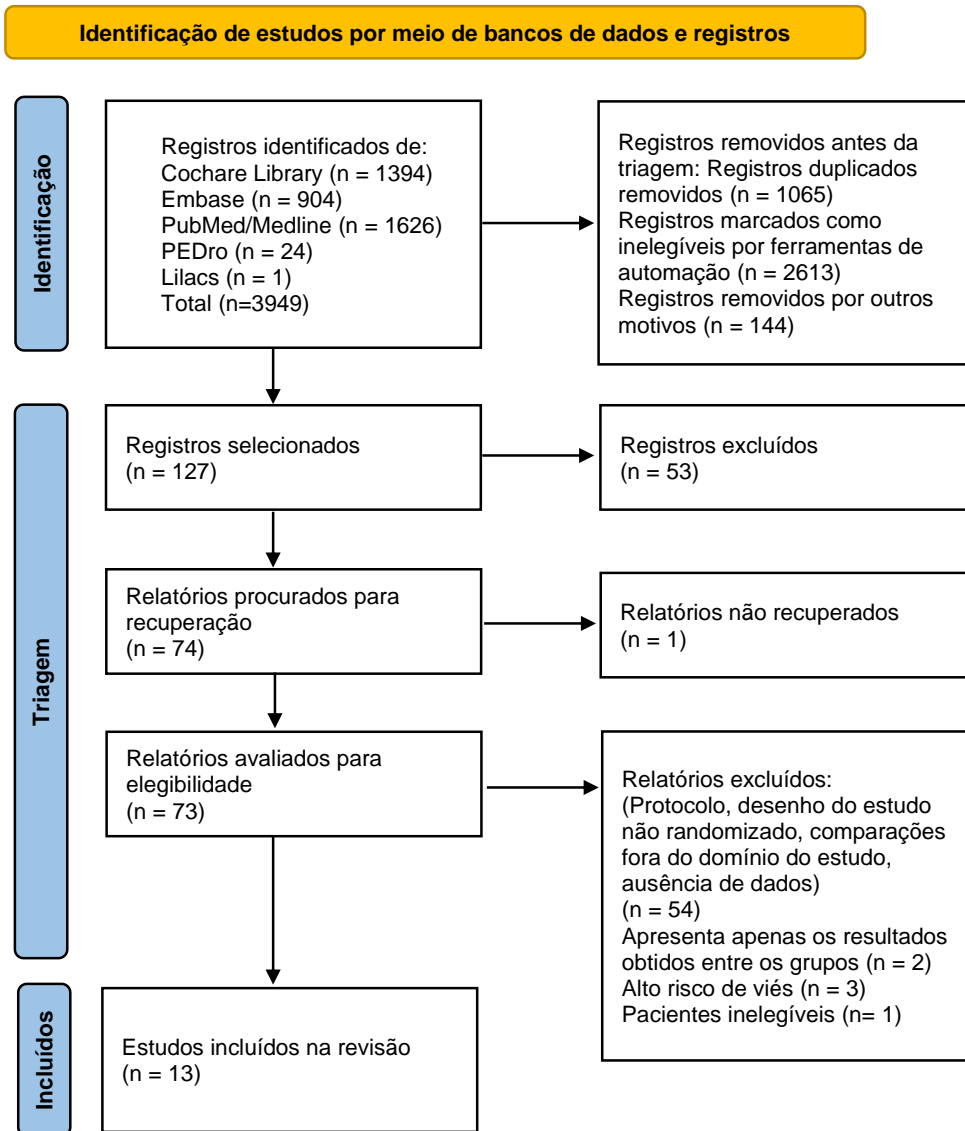 Identificação de estudos por meio de bancos de dados e registros
Identificação
Registros identificados de:
Cochare Library (n = 1394)
Embase (n = 904)
PubMed/Medline (n = 1626)
PEDro (n = 24)
Lilacs (n = 1)
Total (n=3949)
Registros removidos antes da
triagem: Registros duplicados
removidos (n = 1065)
Registros marcados como
inelegíveis por ferramentas de
automação (n = 2613)
Registros removidos por outros
motivos (n = 144)
Triagem
Registros selecionados
(n = 127)
Registros excluídos
(n = 53)
Relatórios procurados para
recuperação
(n = 74)
Relatórios não recuperados
(n = 1)
Relatórios avaliados para
elegibilidade
(n = 73)
Relatórios excluídos:
(Protocolo, desenho do estudo
não randomizado, comparações
fora do domínio do estudo,
ausência de dados)
(n = 54)
Apresenta apenas os resultados
obtidos entre os grupos (n = 2)
Alto risco de viés (n = 3)
Pacientes inelegíveis (n= 1)
Incluídos
Estudos incluídos na revisão
(n = 13)